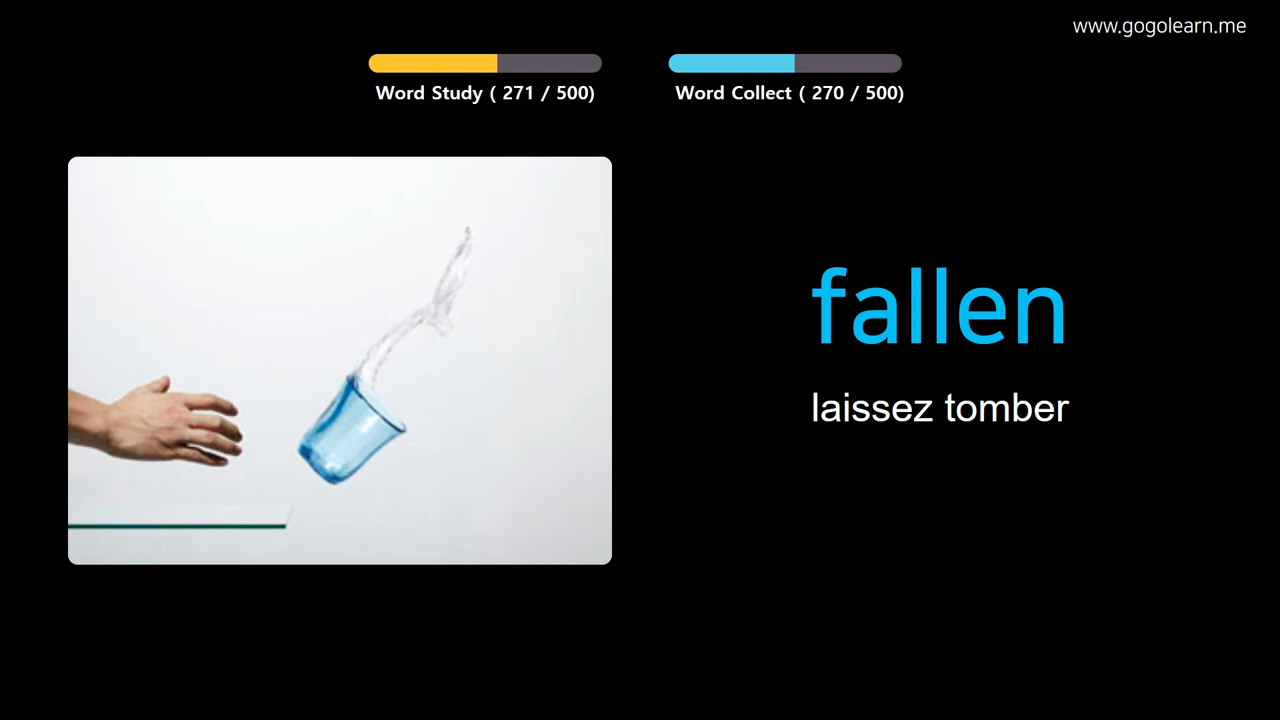 www.gogolearn.me
Word Study ( 271 / 500)
Word Collect ( 270 / 500)
fallen
laissez tomber